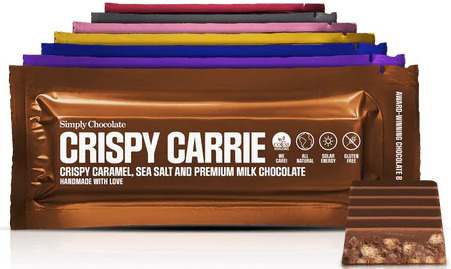 Simply Chocolate
CRISPY CARRIE
CRISPY CARAMEL, SEA SALT AND PREMIUM MILK CHOCOLATE
HANDMADE WITH LOVE
WE
CARE!
ALL
NATURAL
SOLAR
ENERGY
GLUTEN
FREE
AWARD-WINNING CHOCOLATE